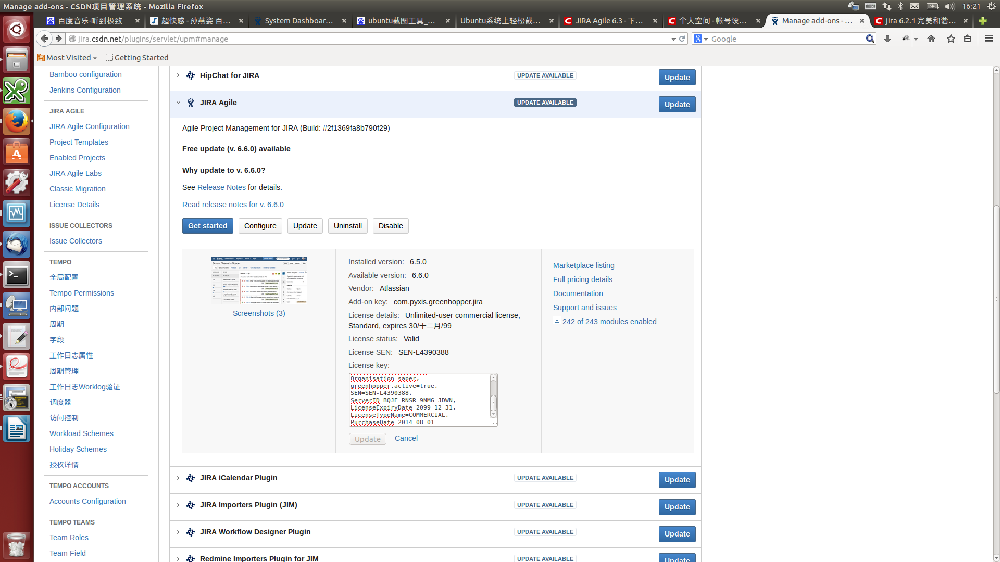 Manage add-ons - CSDN项目管理系统 - Mozilla Firefox
16:21
百度音乐-听到极致
超快感 - 孙燕姿 百...
System Dashboar...
ubuntu截图工具_...
Ubuntu系统上轻松截...
JIRA Agile 6.3 - 下...
个人空间 - 帐号设...
Manage add-ons - ...
jira 6.2.1 完美和谐...
jira.csdn.net/plugins/servlet/upm#manage
Google
Most Visited
Getting Started
Bamboo configuration
Jenkins Configuration
JIRA AGILE
JIRA Agile Configuration
Project Templates
Enabled Projects
JIRA Agile Labs
Classic Migration
License Details
ISSUE COLLECTORS
Issue Collectors
TEMPO
全局配置
Tempo Permissions
内部问题
周期
字段
工作日志属性
周期管理
工作日志Worklog验证
调度器
访问控制
Workload Schemes
Holiday Schemes
授权详情
TEMPO ACCOUNTS
Accounts Configuration
TEMPO TEAMS
Team Roles
Team Field
HipChat for JIRA
UPDATE AVAILABLE
Update
JIRA Agile
UPDATE AVAILABLE
Update
Agile Project Management for JIRA (Build: #2f1369fa8b790f29)
Free update (v. 6.6.0) available
Why update to v. 6.6.0?
See Release Notes for details.
Read release notes for v. 6.6.0
Get started
Configure
Update
Uninstall
Disable
Scrum: Teams in Space
Screenshots (3)
Installed version: 6.5.0
Available version: 6.6.0
Vendor: Atlassian
Add-on key: com.pyxis.greenhopper.jira
License details: Unlimited-user commercial license,
Standard, expires 30/十二月/99
License status: Valid
License SEN: SEN-L4390388
License key:
Organisation=saper,
greenhopper.active=true,
SEN=SEN-L4390388,
ServerID=BQJE-RNSR-9NMG-JDWN,
LicenseExpiryDate=2099-12-31,
LicenseTypeName=COMMERCIAL,
PurchaseDate=2014-08-01
Update
Cancel
Marketplace listing
Full pricing details
Documentation
Support and issues
242 of 243 modules enabled
JIRA iCalendar Plugin
UPDATE AVAILABLE
Update
JIRA Importers Plugin (JIM)
UPDATE AVAILABLE
Update
JIRA Workflow Designer Plugin
UPDATE AVAILABLE
Update
Redmine Importers Plugin for JIM
UPDATE AVAILABLE
Update